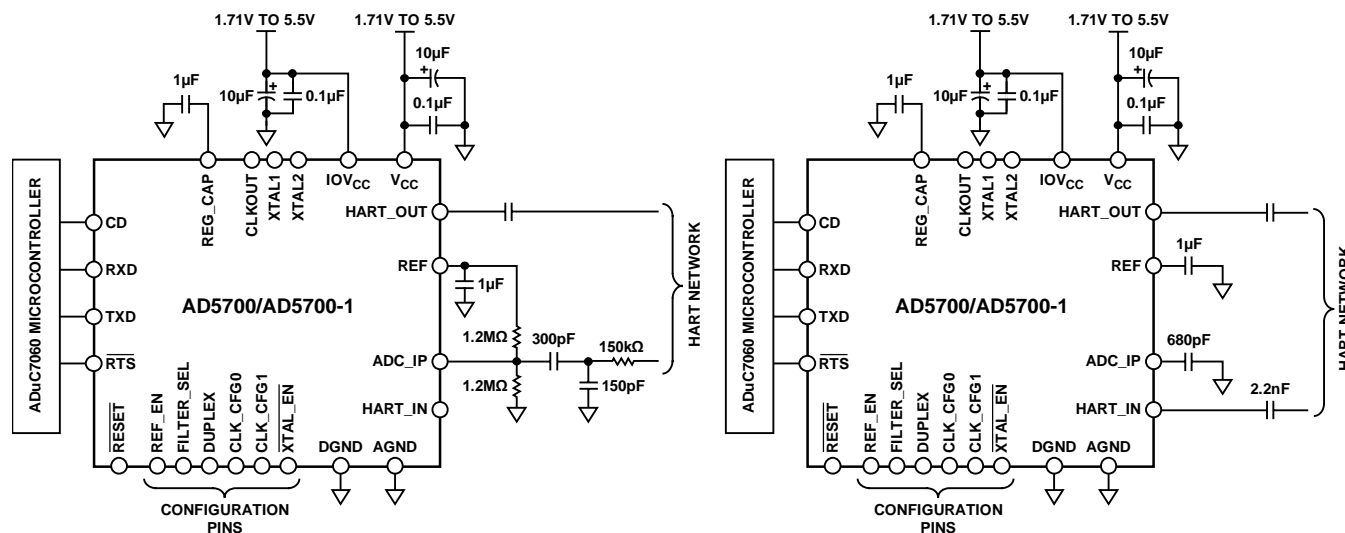 1.71V TO 5.5V
1.71V TO 5.5V
10µF
+
1µF
+
10µF
0.1µF
0.1µF
ADuC7060 MICROCONTROLLER
REG_CAP
CLKOUT
XTAL1
XTAL2
IOVCC
VCC
CD
HART_OUT
RXD
REF
AD5700/AD5700-1
1µF
TXD
1.2MΩ
300pF
150kΩ
RTS
ADC_IP
1.2MΩ
150pF
HART_IN
HART NETWORK
RESET
REF_EN
FILTER_SEL
DUPLEX
CLK_CFG0
CLK_CFG1
XTAL_EN
DGND
AGND
CONFIGURATION
PINS
1.71V TO 5.5V
1.71V TO 5.5V
10µF
+
1µF
+
10µF
0.1µF
0.1µF
ADuC7060 MICROCONTROLLER
REG_CAP
CLKOUT
XTAL1
XTAL2
IOVCC
VCC
CD
HART_OUT
RXD
REF
1µF
AD5700/AD5700-1
TXD
680pF
RTS
ADC_IP
2.2nF
HART_IN
HART NETWORK
RESET
REF_EN
FILTER_SEL
DUPLEX
CLK_CFG0
CLK_CFG1
XTAL_EN
DGND
AGND
CONFIGURATION
PINS